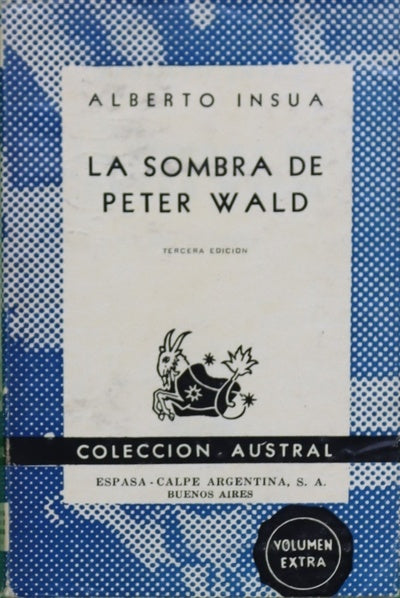 ALBERTO INSUA
LA SOMBRA DE
PETER WALD
TERCERA EDICION
COLECCION AUSTRAL
ESPASA - CALPE ARGENTINA, S. A.
BUENOS AIRES
VOLUMEN
EXTRA